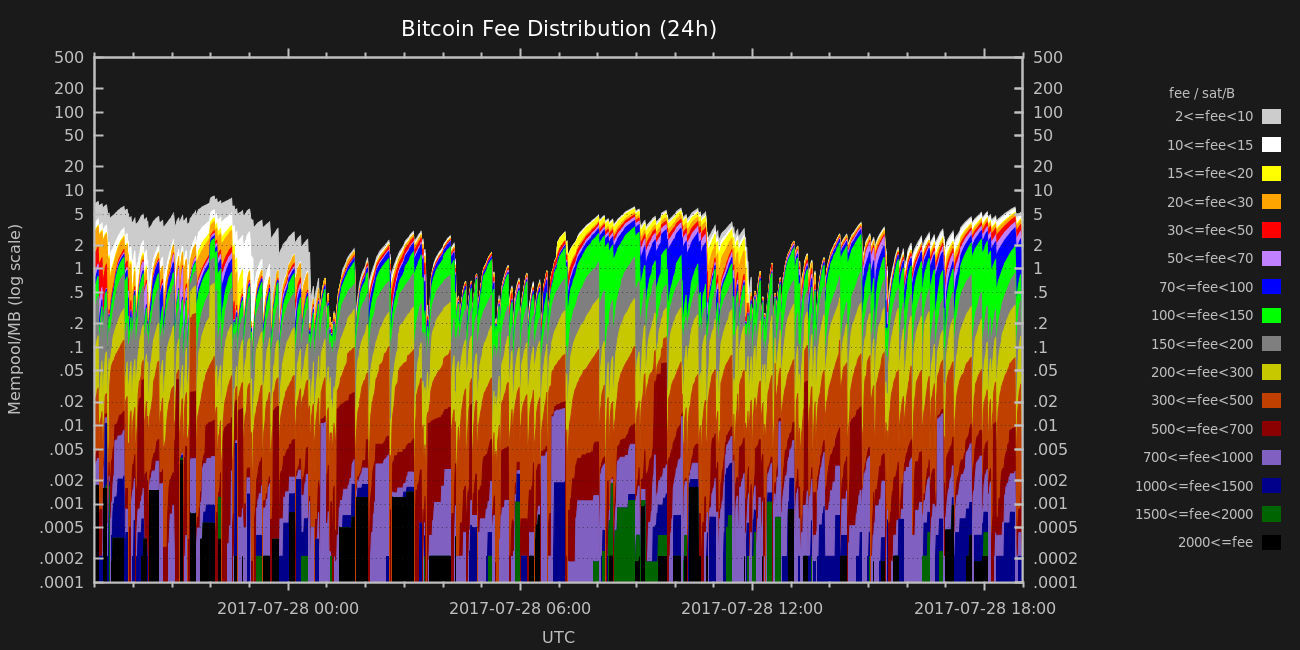 Bitcoin Fee Distribution (24h)
500 500
200 200
100 100
50 50
20 20
10 10
5 5
2 2
1 1
.5 .5
.2 .2
.1 .1
.05 .05
.02 .02
.01 .01
.005 .005
.002 .002
.001 .001
.0005 .0005
.0002 .0002
.0001 .0001
Mempool/MB (log scale)
2017-07-28 00:00 2017-07-28 06:00 2017-07-28 12:00 2017-07-28 18:00
UTC
fee / sat/B
2<=fee<10
10<=fee<15
15<=fee<20
20<=fee<30
30<=fee<50
50<=fee<70
70<=fee<100
100<=fee<150
150<=fee<200
200<=fee<300
300<=fee<500
500<=fee<700
700<=fee<1000
1000<=fee<1500
1500<=fee<2000
2000<=fee